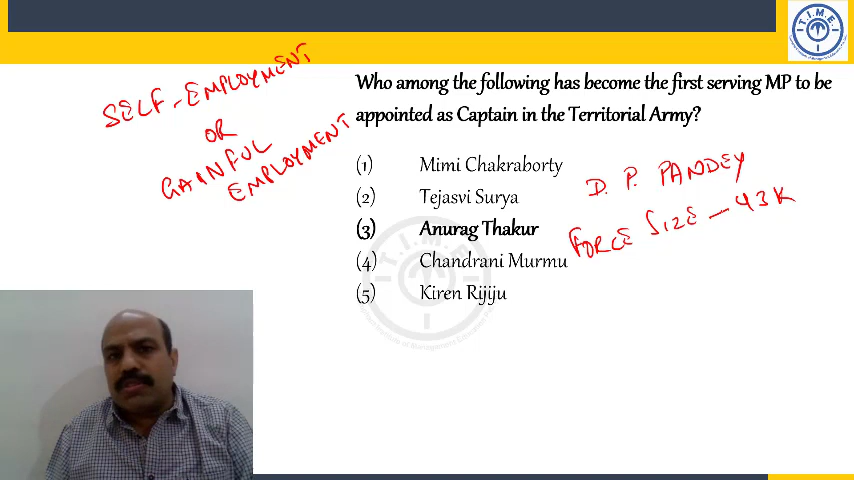 T.I.M.E.
SELF-EMPLOYMENT
OR
GAINFUL
EMPLOYMENT
Who among the following has become the first serving MP to be
appointed as Captain in the Territorial Army?
(1) Mimi Chakraborty
(2) Tejasvi Surya
(3) Anurag Thakur
(4) Chandrani Murmu
(5) Kiren Rijiju
D. P. PANDEY
FORCE SIZE - 43K
T.I.M.E.